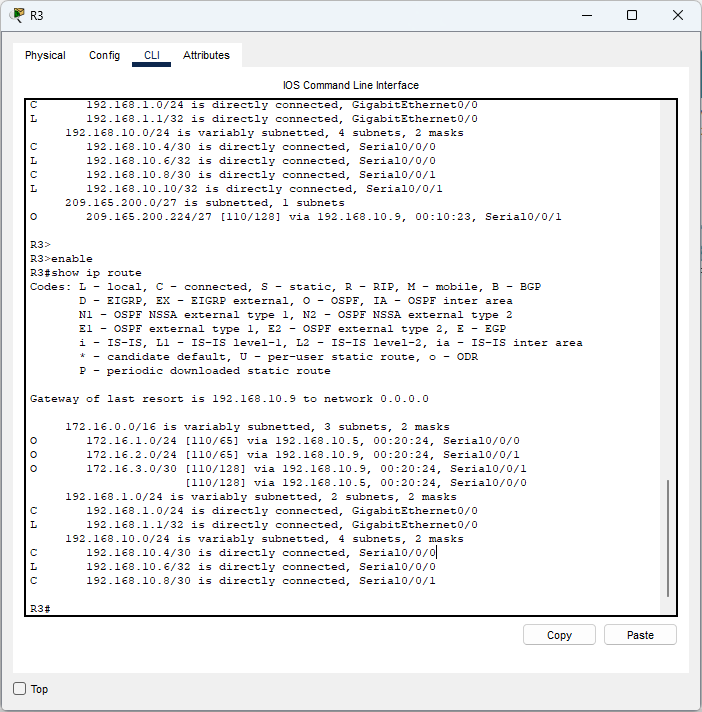 R3
Physical Config CLI Attributes
IOS Command Line Interface
C 192.168.1.0/24 is directly connected, GigabitEthernet0/0
L 192.168.1.1/32 is directly connected, GigabitEthernet0/0
192.168.10.0/24 is variably subnetted, 4 subnets, 2 masks
C 192.168.10.4/30 is directly connected, Serial0/0/0
L 192.168.10.6/32 is directly connected, Serial0/0/0
C 192.168.10.8/30 is directly connected, Serial0/0/1
L 192.168.10.10/32 is directly connected, Serial0/0/1
209.165.200.0/27 is subnetted, 1 subnets
O 209.165.200.224/27 [110/128] via 192.168.10.9, 00:10:23, Serial0/0/1
R3>
R3>enable
R3#show ip route
Codes: L - local, C - connected, S - static, R - RIP, M - mobile, B - BGP
D - EIGRP, EX - EIGRP external, O - OSPF, IA - OSPF inter area
N1 - OSPF NSSA external type 1, N2 - OSPF NSSA external type 2
E1 - OSPF external type 1, E2 - OSPF external type 2, E - EGP
i - IS-IS, L1 - IS-IS level-1, L2 - IS-IS level-2, ia - IS-IS inter area
* - candidate default, U - per-user static route, o - ODR
P - periodic downloaded static route
Gateway of last resort is 192.168.10.9 to network 0.0.0.0
172.16.0.0/16 is variably subnetted, 3 subnets, 2 masks
O 172.16.1.0/24 [110/65] via 192.168.10.5, 00:20:24, Serial0/0/0
O 172.16.2.0/24 [110/65] via 192.168.10.9, 00:20:24, Serial0/0/1
O 172.16.3.0/30 [110/128] via 192.168.10.9, 00:20:24, Serial0/0/1
[110/128] via 192.168.10.5, 00:20:24, Serial0/0/0
192.168.1.0/24 is variably subnetted, 2 subnets, 2 masks
C 192.168.1.0/24 is directly connected, GigabitEthernet0/0
L 192.168.1.1/32 is directly connected, GigabitEthernet0/0
192.168.10.0/24 is variably subnetted, 4 subnets, 2 masks
C 192.168.10.4/30 is directly connected, Serial0/0/0
L 192.168.10.6/32 is directly connected, Serial0/0/0
C 192.168.10.8/30 is directly connected, Serial0/0/1
R3#
Copy Paste
Top